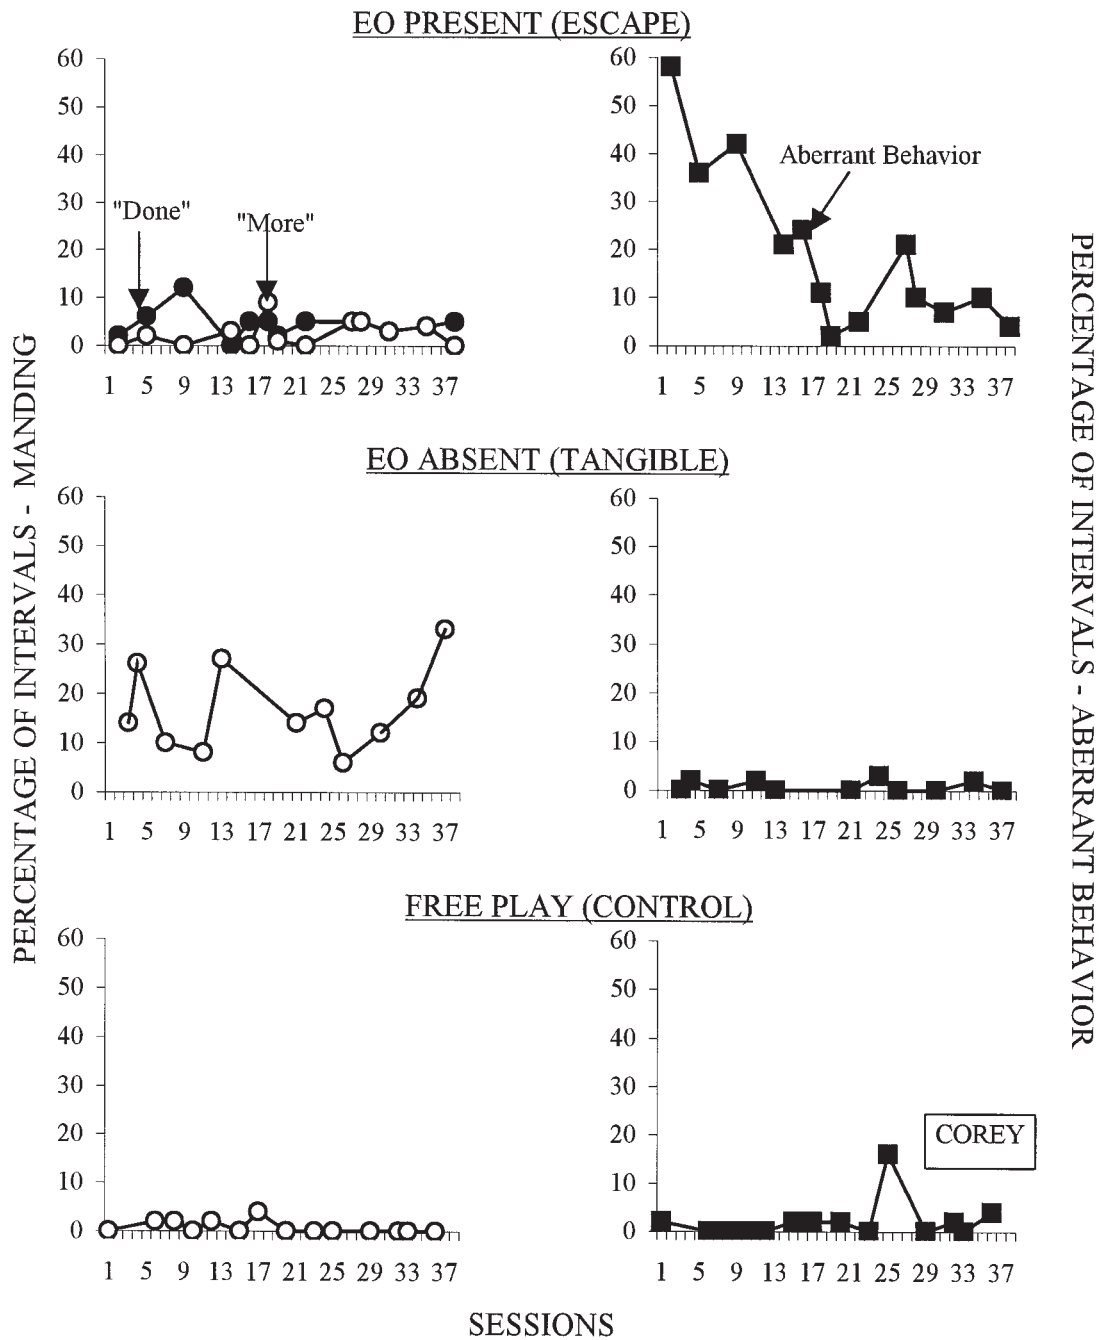 EO PRESENT (ESCAPE)
60
50
40
30
20
10
0
"Done"
"More"
1 5 9 13 17 21 25 29 33 37
60
50
40
30
20
10
0
Aberrant Behavior
1 5 9 13 17 21 25 29 33 37
EO ABSENT (TANGIBLE)
60
50
40
30
20
10
0
1 5 9 13 17 21 25 29 33 37
60
50
40
30
20
10
0
1 5 9 13 17 21 25 29 33 37
FREE PLAY (CONTROL)
60
50
40
30
20
10
0
1 5 9 13 17 21 25 29 33 37
60
50
40
30
20
10
0
COREY
1 5 9 13 17 21 25 29 33 37
PERCENTAGE OF INTERVALS - MANDING
PERCENTAGE OF INTERVALS - ABERRANT BEHAVIOR
SESSIONS